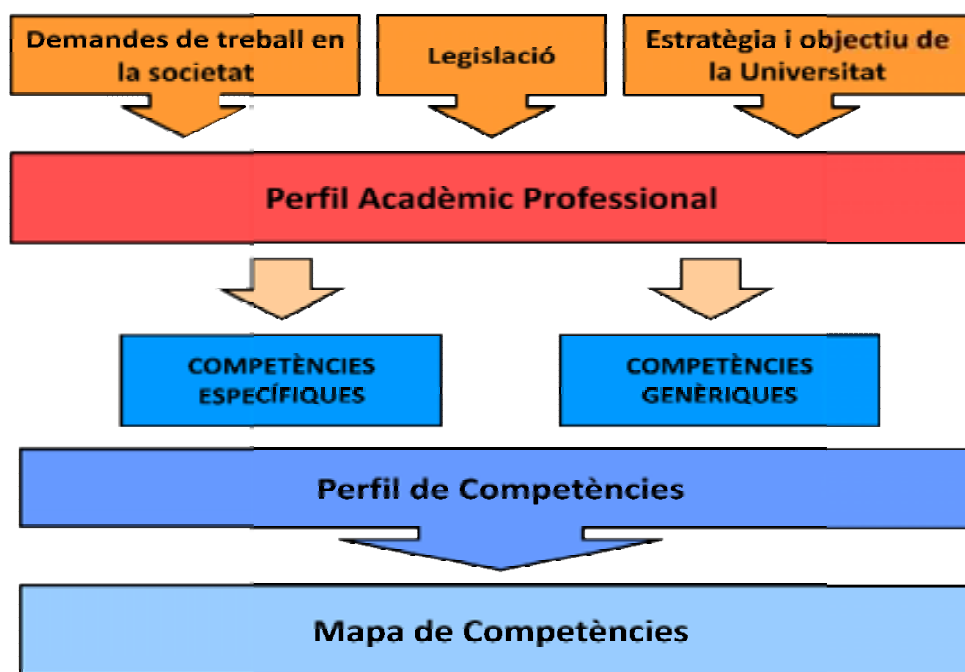 Demandes de treball en
la societat
Legislació
Estratègia i objectiu de
la Universitat
Perfil Acadèmic Professional
COMPETÈNCIES
ESPECÍFIQUES
COMPETÈNCIES
GENÈRIQUES
Perfil de Competències
Mapa de Competències